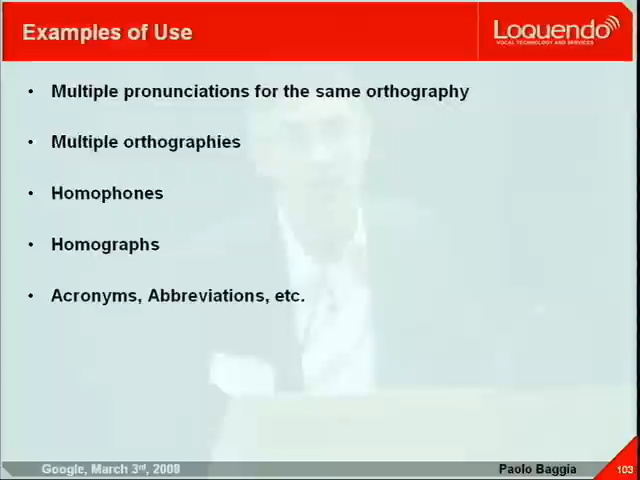 Examples of Use
Loquendo
VOCAL TECHNOLOGY AND SERVICES
• Multiple pronunciations for the same orthography
• Multiple orthographies
• Homophones
• Homographs
• Acronyms, Abbreviations, etc.
Google, March 3rd, 2009
Paolo Baggia
103